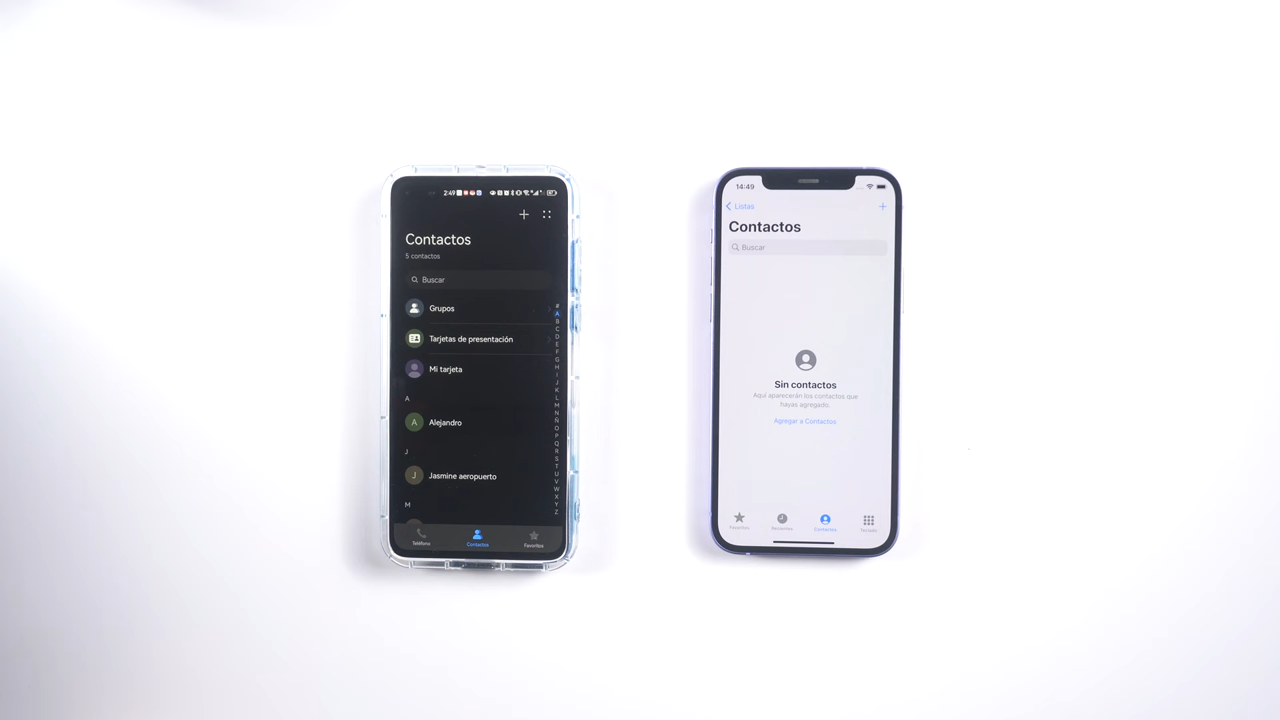 2:49
Contactos
5 contactos
Buscar
Grupos
Tarjetas de presentación
Mi tarjeta
A
A Alejandro
J
J Jasmine aeropuerto
M
Teléfono
Contactos
Favoritos
#
A
B
C
D
E
F
G
H
I
J
K
L
M
N
Ñ
O
P
Q
R
S
T
U
V
W
X
Y
Z
14:49
Listas
Contactos
Buscar
Sin contactos
Aquí aparecerán los contactos que
hayas agregado.
Agregar a Contactos
Favoritos
Recientes
Contactos
Teclado